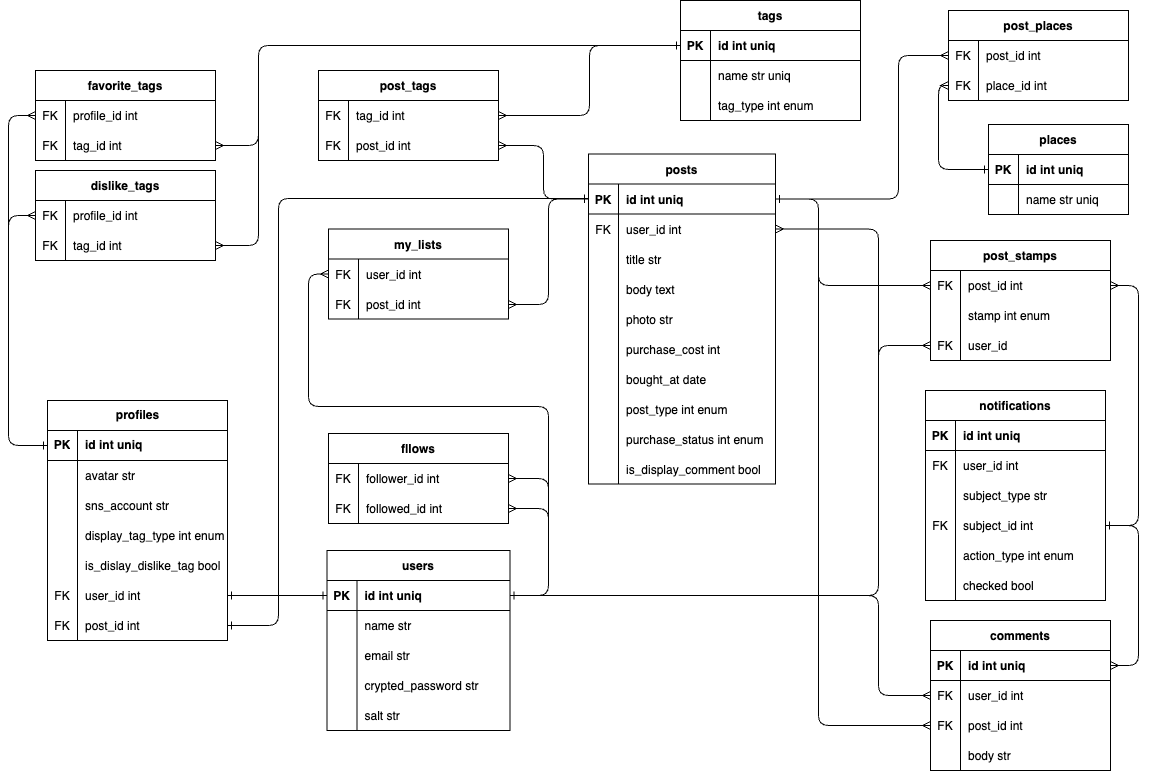 tags
PK id int uniq
name str uniq
tag_type int enum
post_places
FK post_id int
FK place_id int
favorite_tags
FK profile_id int
FK tag_id int
post_tags
FK tag_id int
FK post_id int
places
PK id int uniq
name str uniq
dislike_tags
FK profile_id int
FK tag_id int
posts
PK id int uniq
FK user_id int
title str
body text
photo str
purchase_cost int
bought_at date
post_type int enum
purchase_status int enum
is_display_comment bool
my_lists
FK user_id int
FK post_id int
post_stamps
FK post_id int
stamp int enum
FK user_id
notifications
PK id int uniq
FK user_id int
subject_type str
FK subject_id int
action_type int enum
checked bool
profiles
PK id int uniq
avatar str
sns_account str
display_tag_type int enum
is_dislay_dislike_tag bool
FK user_id int
FK post_id int
fllows
FK follower_id int
FK followed_id int
users
PK id int uniq
name str
email str
crypted_password str
salt str
comments
PK id int uniq
FK user_id int
FK post_id int
body str